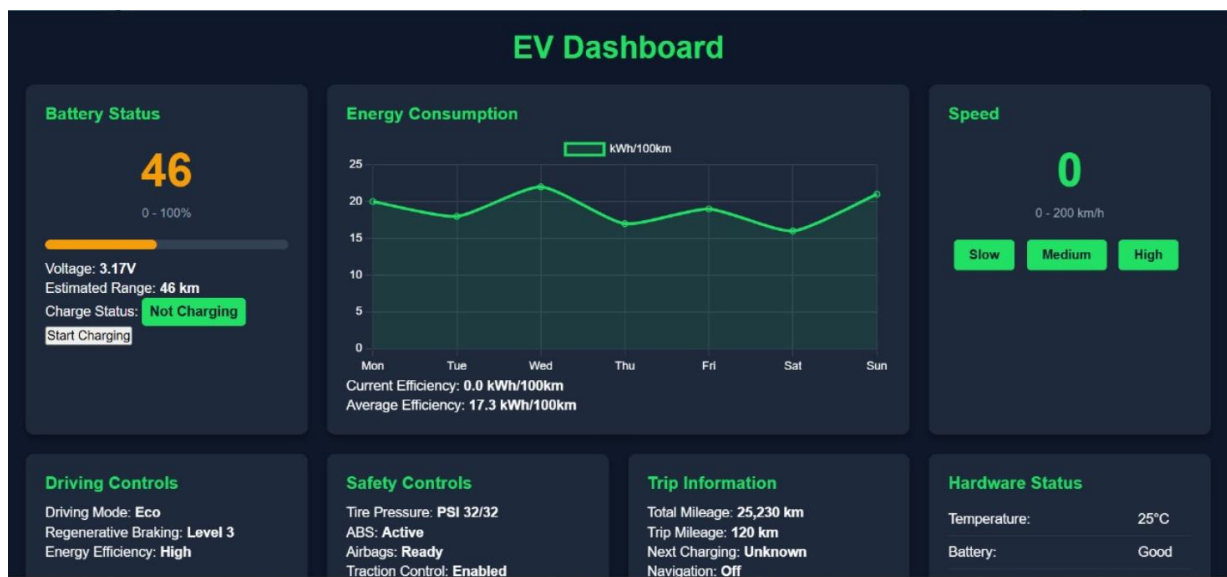 EV Dashboard
Battery Status
46
0 - 100%
Voltage: 3.17V
Estimated Range: 46 km
Charge Status: Not Charging
Start Charging
Energy Consumption
kWh/100km
25
20
15
10
5
0
Mon Tue Wed Thu Fri Sat Sun
Current Efficiency: 0.0 kWh/100km
Average Efficiency: 17.3 kWh/100km
Speed
0
0 - 200 km/h
Slow Medium High
Driving Controls
Driving Mode: Eco
Regenerative Braking: Level 3
Energy Efficiency: High
Safety Controls
Tire Pressure: PSI 32/32
ABS: Active
Airbags: Ready
Traction Control: Enabled
Trip Information
Total Mileage: 25,230 km
Trip Mileage: 120 km
Next Charging: Unknown
Navigation: Off
Hardware Status
Temperature: 25°C
Battery: Good